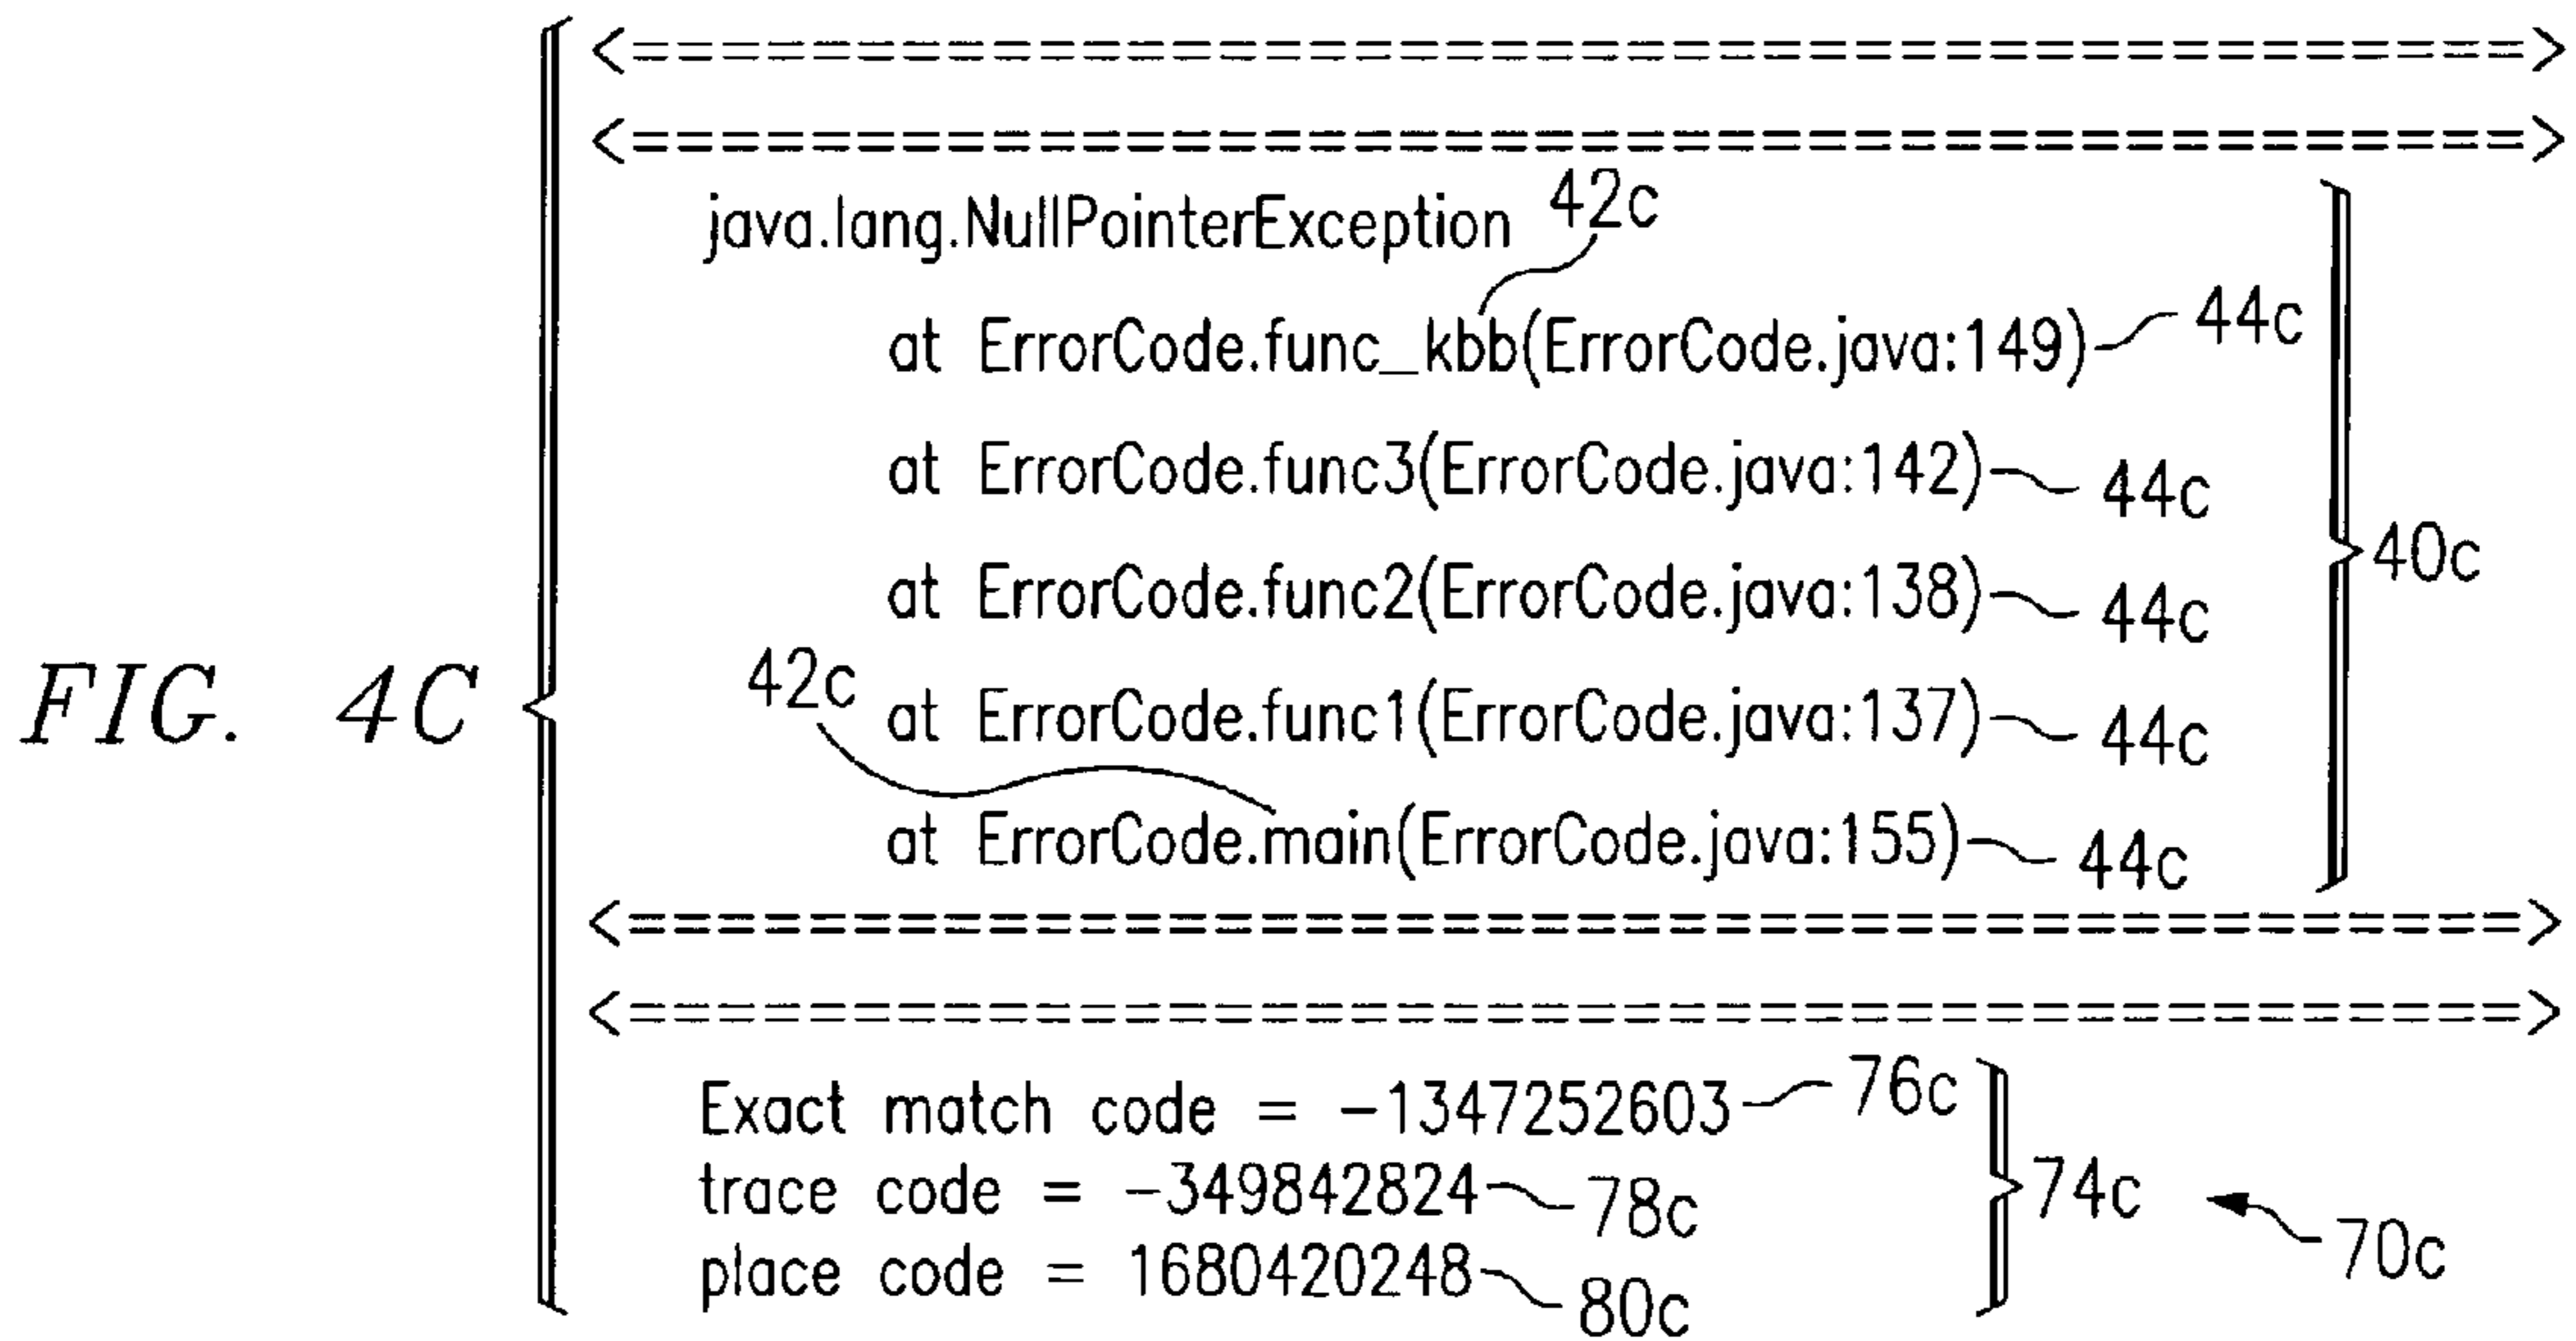 <===========================================>
<===========================================>
java.lang.NullPointerException 42c
at ErrorCode.func_kbb(ErrorCode.java:149) 44c
at ErrorCode.func3(ErrorCode.java:142) 44c
40c
at ErrorCode.func2(ErrorCode.java:138) 44c
FIG. 4C
42c
at ErrorCode.func1(ErrorCode.java:137) 44c
at ErrorCode.main(ErrorCode.java:155) 44c
<===========================================>
<===========================================>
Exact match code = -1347252603 76c
trace code = -349842824 78c
74c
70c
place code = 1680420248 80c